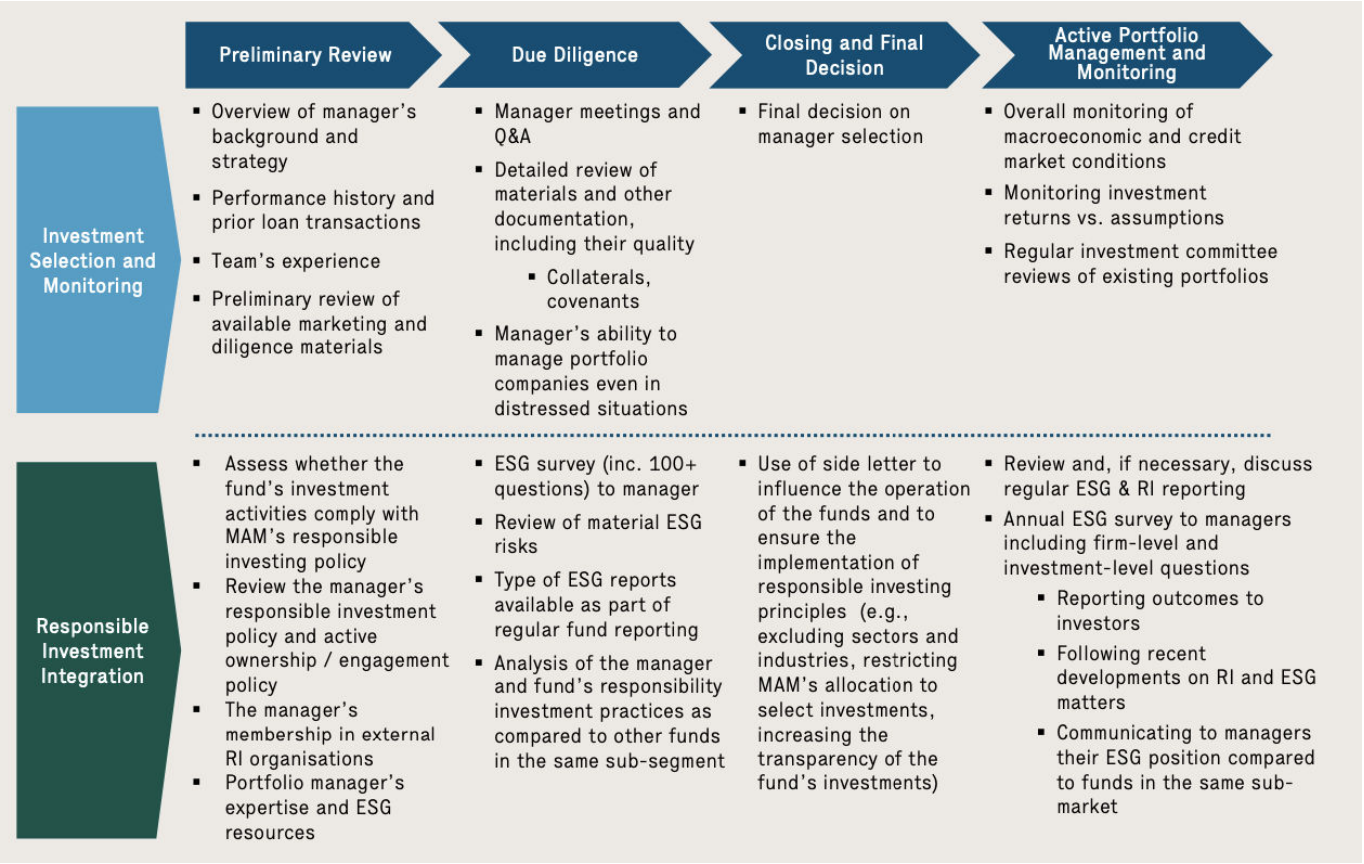 Preliminary Review
Due Diligence
Closing and Final
Decision
Active Portfolio
Management and
Monitoring
Investment
Selection and
Monitoring
▪ Overview of manager's
background and
strategy
▪ Performance history and
prior loan transactions
▪ Team's experience
▪ Preliminary review of
available marketing and
diligence materials
▪ Manager meetings and
Q&A
▪ Detailed review of
materials and other
documentation,
including their quality
▪ Collaterals,
covenants
▪ Manager's ability to
manage portfolio
companies even in
distressed situations
▪ Final decision on
manager selection
▪ Overall monitoring of
macroeconomic and credit
market conditions
▪ Monitoring investment
returns vs. assumptions
▪ Regular investment committee
reviews of existing portfolios
Responsible
Investment
Integration
▪ Assess whether the
fund's investment
activities comply with
MAM's responsible
investing policy
▪ Review the manager's
responsible investment
policy and active
ownership / engagement
policy
▪ The manager's
membership in external
RI organisations
▪ Portfolio manager's
expertise and ESG
resources
▪ ESG survey (inc. 100+
questions) to manager
▪ Review of material ESG
risks
▪ Type of ESG reports
available as part of
regular fund reporting
▪ Analysis of the manager
and fund's responsibility
investment practices as
compared to other funds
in the same sub-segment
▪ Use of side letter to
influence the operation
of the funds and to
ensure the
implementation of
responsible investing
principles (e.g.,
excluding sectors and
industries, restricting
MAM's allocation to
select investments,
increasing the
transparency of the
fund's investments)
▪ Review and, if necessary, discuss
regular ESG & RI reporting
▪ Annual ESG survey to managers
including firm-level and
investment-level questions
▪ Reporting outcomes to
investors
▪ Following recent
developments on RI and ESG
matters
▪ Communicating to managers
their ESG position compared
to funds in the same sub-
market